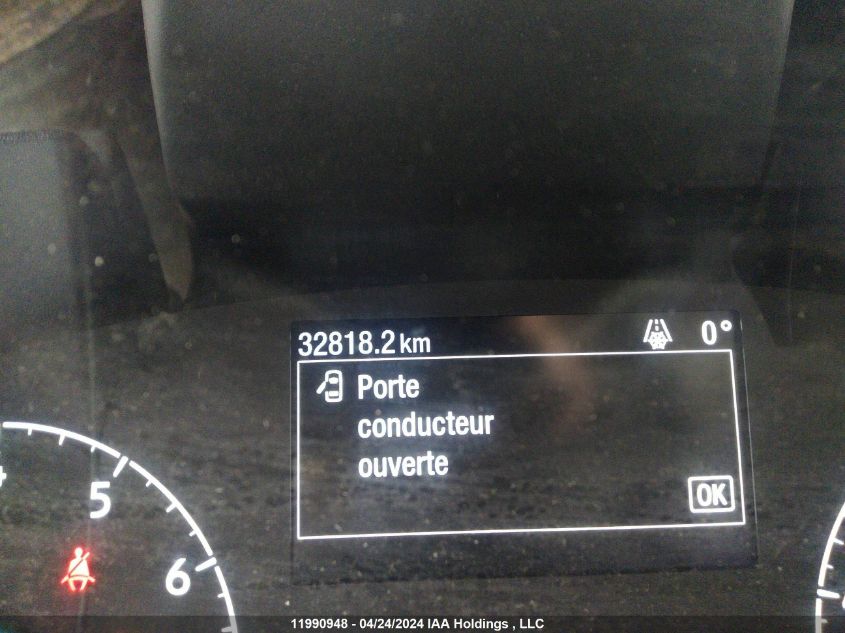 32818.2 km 0°
Porte
conducteur
ouverte
OK
5
6
11990948 - 04/24/2024 IAA Holdings , LLC